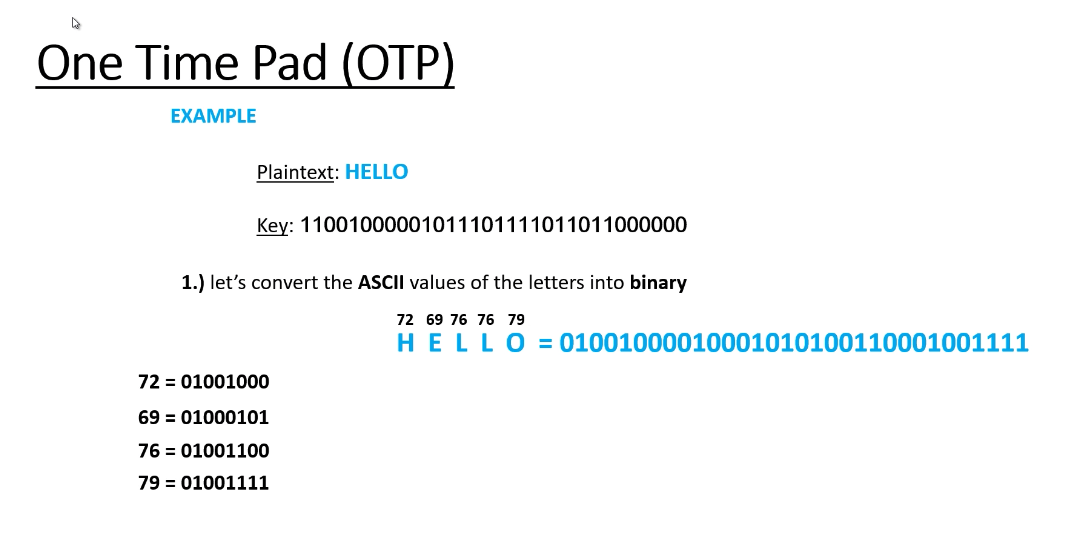 One Time Pad (OTP)
EXAMPLE
Plaintext: HELLO
Key: 11001000001011101111011011000000
1.) let’s convert the ASCII values of the letters into binary
72 69 76 76 79
H E L L O = 01001000010001010100110001001111
72 = 01001000
69 = 01000101
76 = 01001100
79 = 01001111